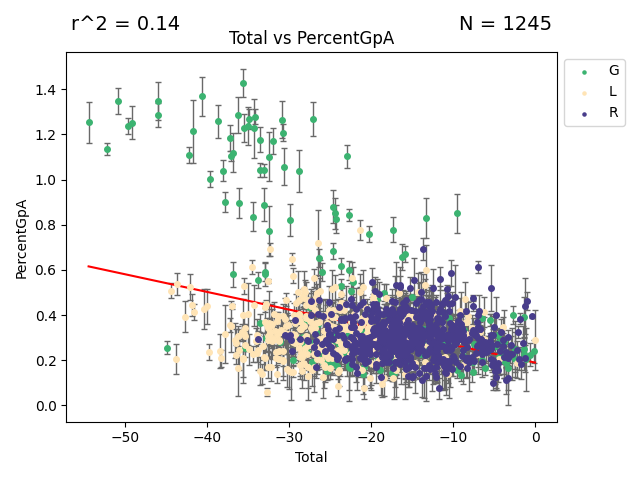 r^2 = 0.14 N = 1245
Total vs PercentGpA
G
L
R
PercentGpA
1.4
1.2
1.0
0.8
0.6
0.4
0.2
0.0
−50 −40 −30 −20 −10 0
Total